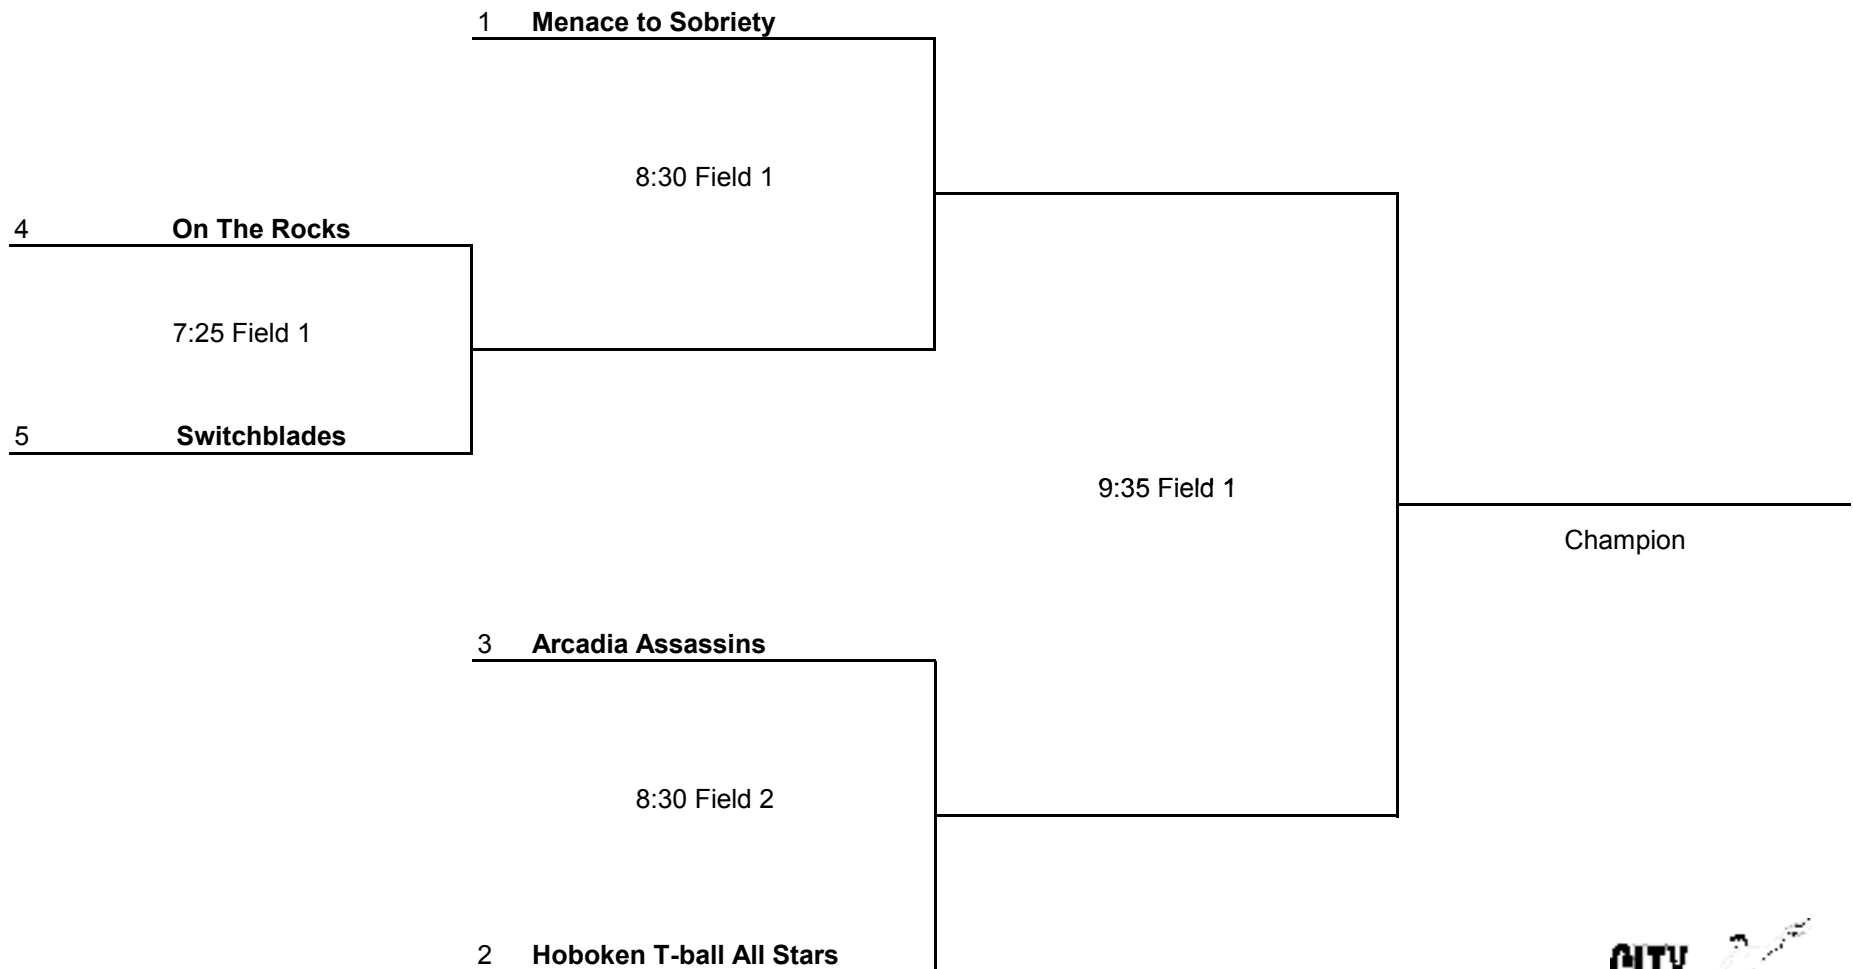 1 Menace to Sobriety
8:30 Field 1
4 On The Rocks
7:25 Field 1
5 Switchblades
9:35 Field 1
Champion
3 Arcadia Assassins
8:30 Field 2
2 Hoboken T-ball All Stars
CITY